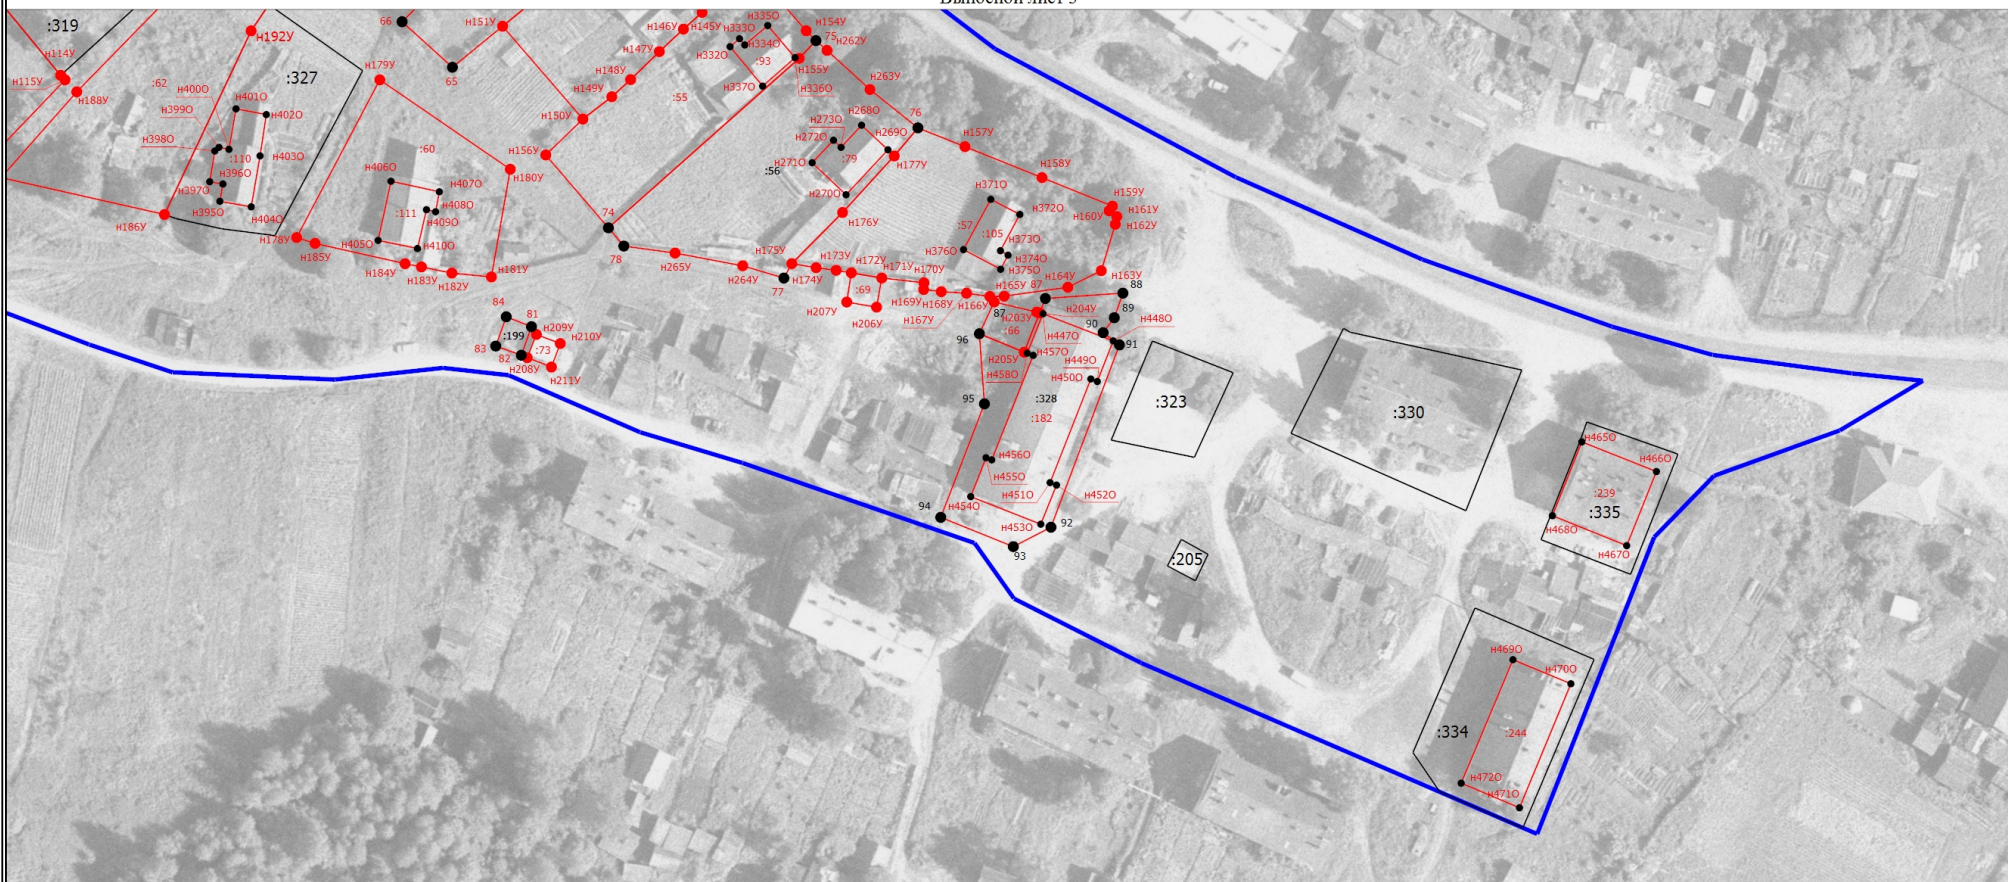 :319
н114У
н115У
н188У
н192У
:327
:62
н400О
н401О
н399О
н402О
н398О
:110
н403О
н396О
н397О
н395О
н404О
н186У
66
н151У
65
н179У
:60
н406О
н407О
:111
н408О
н409О
н405О
н410О
н178У
н185У
н184У
н183У
н182У
н181У
н180У
н156У
н150У
н149У
н148У
н147У
н146У
н145У
:55
н335О
н333О
н334О
н332О
:93
н337О
н336О
н154У
75
н262У
н155У
н263У
76
н268О
н273О
н272О
н269О
:79
н271О
:56
н270О
н177У
н176У
н157У
н158У
н159У
н160У
н161У
н162У
н371О
н372О
:57
:105
н373О
н376О
н374О
н375О
н163У
н164У
74
78
н265У
н264У
77
н175У
н174У
н173У
н172У
н171У
н170У
:69
н207У
н206У
н169У
н168У
н167У
н166У
н165У
87
88
н204У
87
н203У
89
90
96
:66
н448О
н447О
91
н205У
н457О
н449О
н458О
н450О
95
:328
:182
н456О
н455О
н451О
н452О
94
н454О
н453О
92
93
84
81
н209У
:199
н210У
83
:73
82
н208У
н211У
:323
:330
:205
н465О
н466О
:239
:335
н468О
н467О
н469О
н470О
:334
:244
н472О
н471О